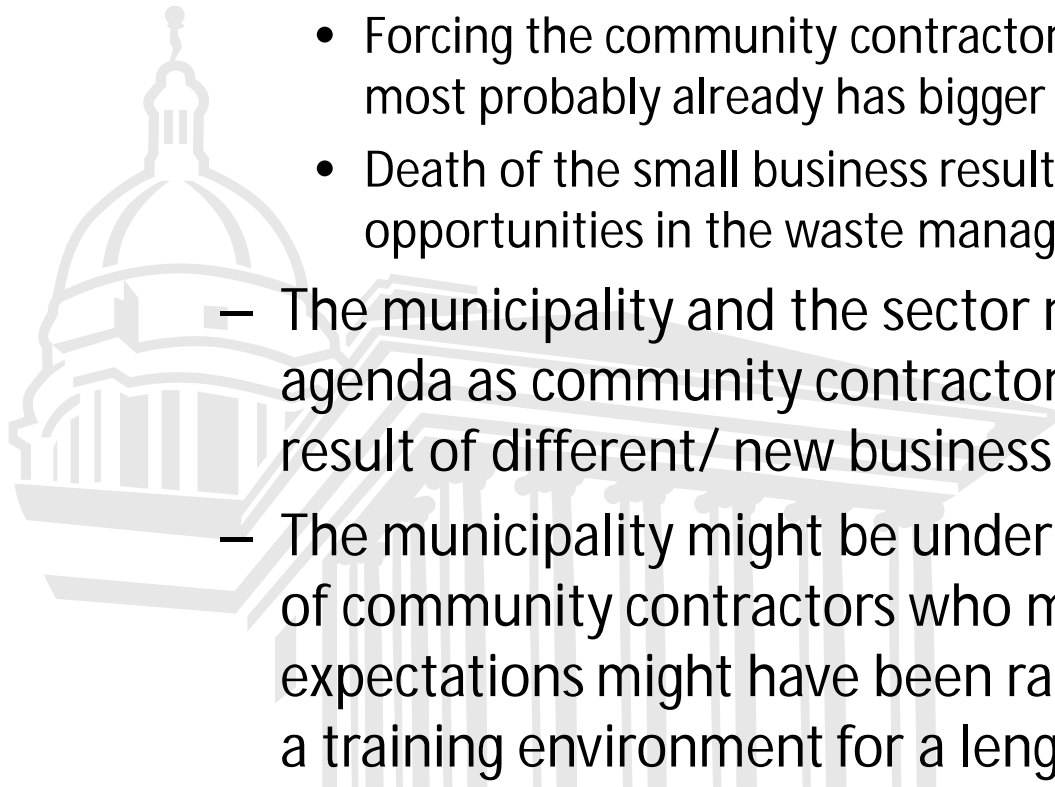 • Forcing the community contractor
most probably already has bigger
• Death of the small business result
opportunities in the waste manag
– The municipality and the sector
agenda as community contractor
result of different/ new business
– The municipality might be under
of community contractors who
expectations might have been ra
a training environment for a leng